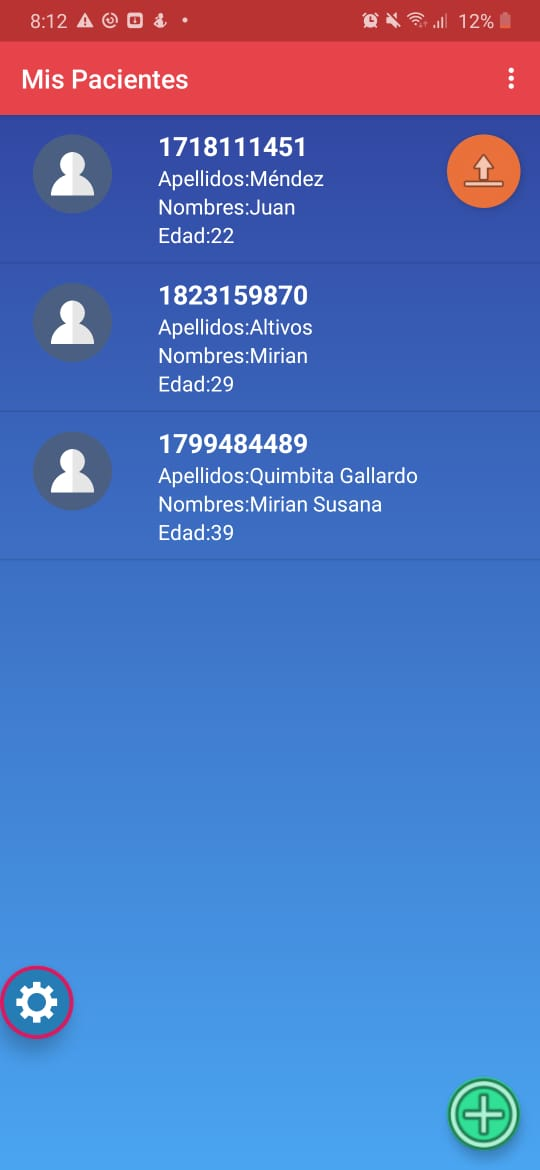 8:12
12%
Mis Pacientes
1718111451
Apellidos:Méndez
Nombres:Juan
Edad:22
1823159870
Apellidos:Altivos
Nombres:Mirian
Edad:29
1799484489
Apellidos:Quimbita Gallardo
Nombres:Mirian Susana
Edad:39